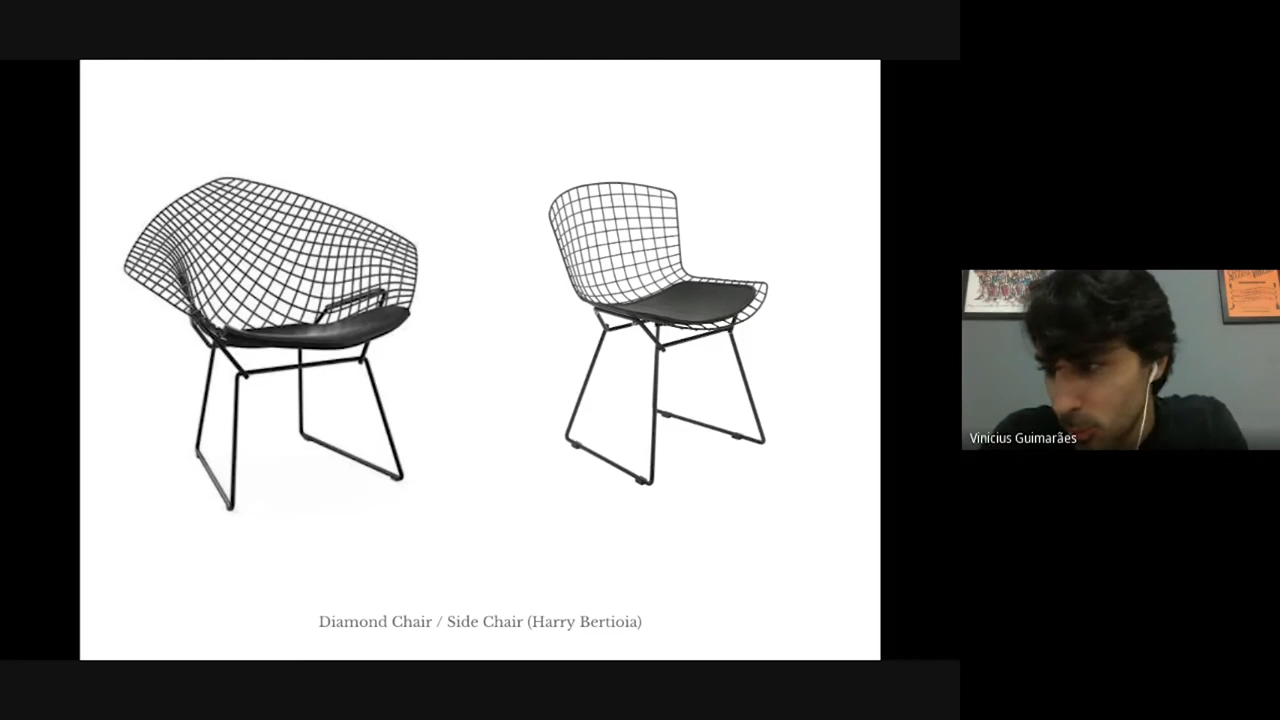 Diamond Chair / Side Chair (Harry Bertioia)
Vinicius Guimarães